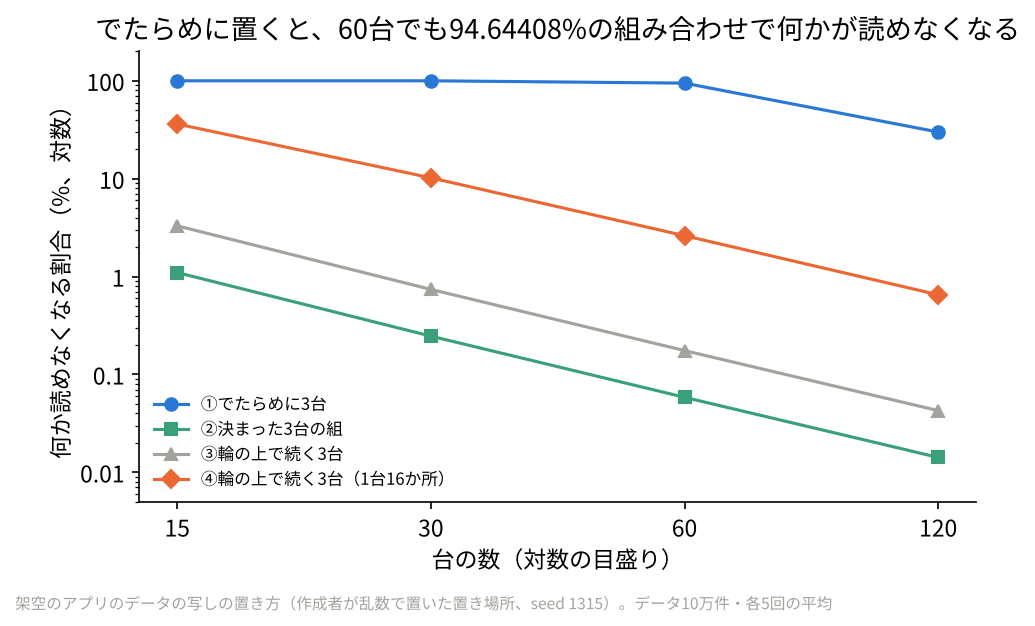 でたらめに置くと、60台でも94.64408%の組み合わせで何かが読めなくなる
何か読めなくなる割合（%、対数）
100
10
1
0.1
0.01
①でたらめに3台
②決まった3台の組
③輪の上で続く3台
④輪の上で続く3台（1台16か所）
15
30
60
120
台の数（対数の目盛り）
架空のアプリのデータの写しの置き方（作成者が乱数で置いた置き場所、seed 1315）。データ10万件・各5回の平均